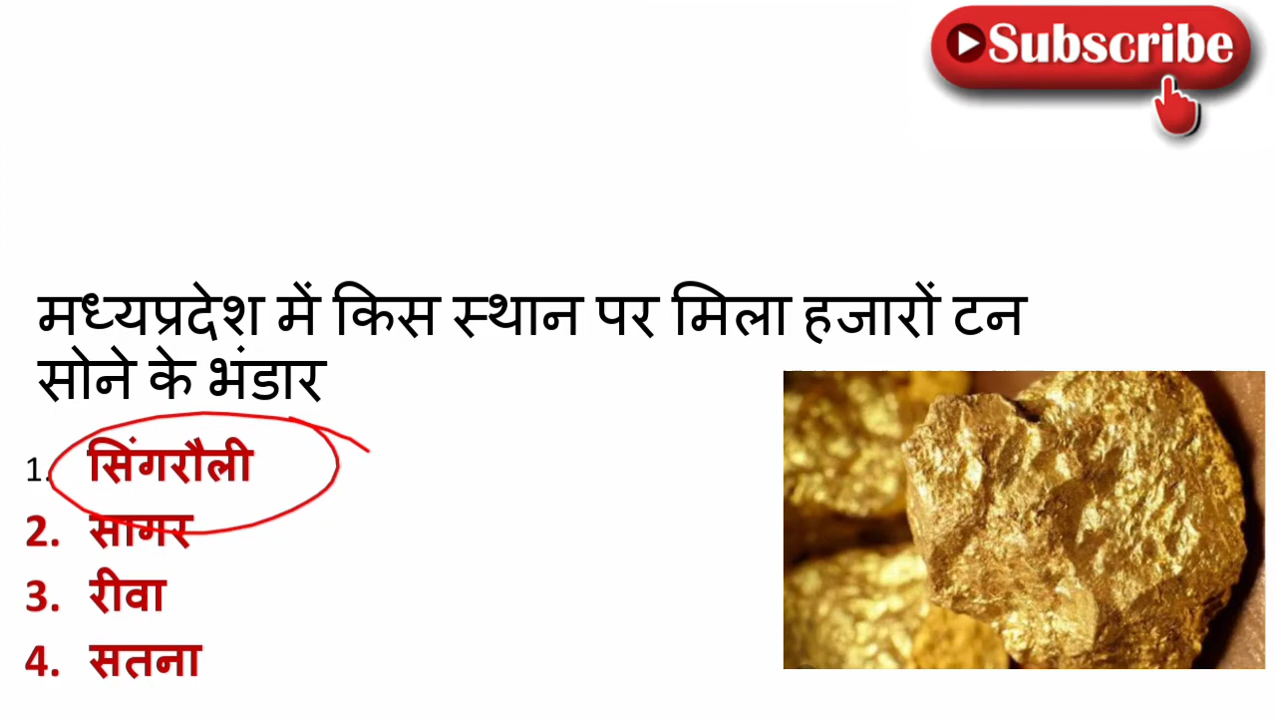 Subscribe
मध्यप्रदेश में किस स्थान पर मिला हजारों टन
सोने के भंडार
1. सिंगरौली
2. सागर
3. रीवा
4. सतना